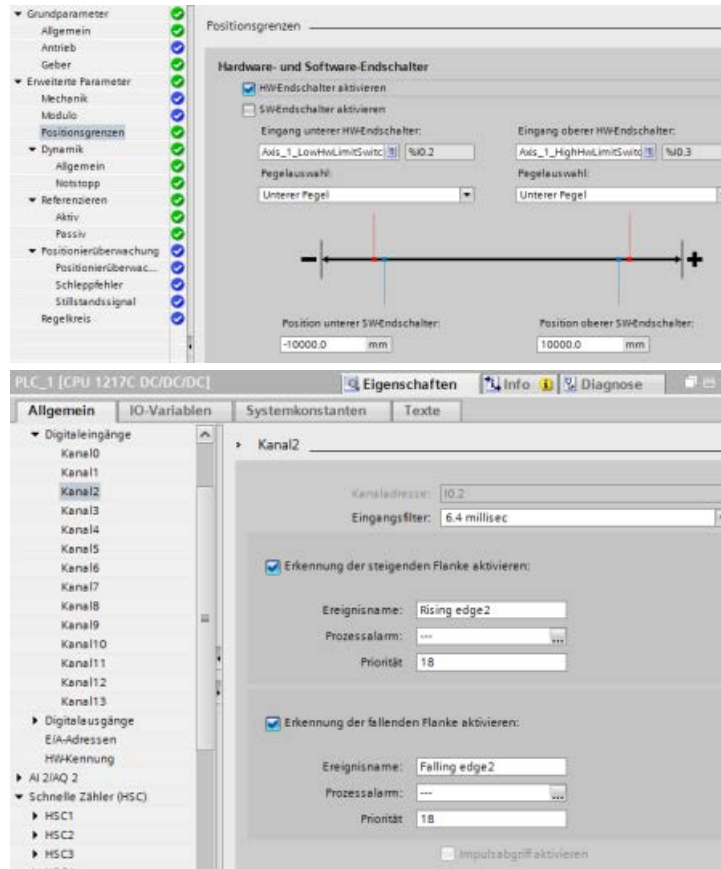 Grundparameter
Allgemein
Antrieb
Geber
Erweiterte Parameter
Mechanik
Modulo
Positionsgrenzen
Dynamik
Allgemein
Notstopp
Referenzieren
Aktiv
Passiv
Positionierüberwachung
Positionierüberwac...
Schleppfehler
Stillstandssignal
Regelkreis
Positionsgrenzen
Hardware- und Software-Endschalter
HW-Endschalter aktivieren
SW-Endschalter aktivieren
Eingang unterer HW-Endschalter: Eingang oberer HW-Endschalter:
Axis_1_LowHwLimitSwitc %I0.2 Axis_1_HighHwLimitSwitc %I0.3
Pegelauswahl: Pegelauswahl:
Unterer Pegel Unterer Pegel
- +
Position unterer SW-Endschalter: Position oberer SW-Endschalter:
-10000.0 mm 10000.0 mm
PLC_1 [CPU 1217C DC/DC/DC] Eigenschaften Info Diagnose
Allgemein IO-Variablen Systemkonstanten Texte
Digitaleingänge
Kanal0
Kanal1
Kanal2
Kanal3
Kanal4
Kanal5
Kanal6
Kanal7
Kanal8
Kanal9
Kanal10
Kanal11
Kanal12
Kanal13
Digitalausgänge
E/A-Adressen
HW-Kennung
AI 2/AQ 2
Schnelle Zähler (HSC)
HSC1
HSC2
HSC3
Kanal2
Kanaladresse: I0.2
Eingangsfilter: 6.4 millisec
Erkennung der steigenden Flanke aktivieren:
Ereignisname: Rising edge2
Prozessalarm: --- ...
Priorität 18
Erkennung der fallenden Flanke aktivieren:
Ereignisname: Falling edge2
Prozessalarm: --- ...
Priorität 18
Impulsabgriff aktivieren